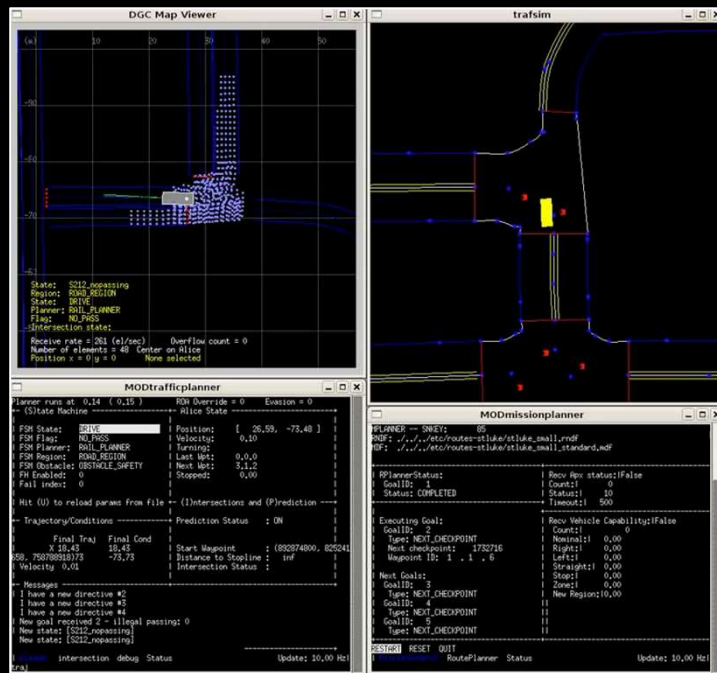 DGC Map Viewer
(m) 10 20 30 40 50
-70
State: S212_nopassing
Region: ROAD_REGION
State: DRIVE
Planner: RAIL_PLANNER
Flag: NO_PASS
Intersection state:
Receive rate = 261 (el/sec) Overflow count = 0
Number of elements = 48 Center on Alice
Position x = 0 y = 0 None selected
trafsim
MODtrafficplanner
Planner runs at 0.14 ( 0.15 ) ROA Override = 0 Evasion = 0
(S)tate Machine Alice State
FSM State: DRIVE Position: [ 26.59, -73.48 ]
FSM Flag: NO_PASS Velocity: 0.10
FSM Planner: RAIL_PLANNER Turning:
FSM Region: ROAD_REGION Last Wpt: 0.0.0
FSM Obstacle: OBSTACLE_SAFETY Next Wpt: 3.1.2
FH Enabled: 0 Stopped: 0.00
Fail index: 0
Hit (U) to reload params from file (I)ntersections and (P)rediction
Trajectory/Conditions Prediction Status : ON
Final Traj Final Cond
X 18.43 18.43 Start Waypoint : (892874800, 825241
658. 758788918)73 -73.73 Distance to Stopline : inf
Velocity 0.01 Intersection Status :
Messages
I have a new directive #2
I have a new directive #3
I have a new directive #4
New goal received 2 - illegal passing: 0
New state: [S212_nopassing]
New state: [S212_nopassing]
intersection debug Status Update: 10.00 Hz
traj
MODmissionplanner
MPLANNER -- SNKEY: 85
RNDF: ./../../etc/routes-stluke/stluke_small.rndf
MDF: ./../../etc/routes-stluke/stluke_small_standard.mdf
RPlannerStatus: Recv Apx status:False
GoalID: 1 Count: 0
Status: COMPLETED Status: 10
Timeout: 500
Executing Goal: Recv Vehicle Capability:False
GoalID: 2 Count: 0
Type: NEXT_CHECKPOINT Nominal: 0.00
Next checkpoint: 1732716 Right: 0.00
Waypoint ID: 1 . 1 . 6 Left: 0.00
Straight: 0.00
Next Goals: Stop: 0.00
GoalID: 3 Zone: 0.00
Type: NEXT_CHECKPOINT New Region: 0.00
GoalID: 4
Type: NEXT_CHECKPOINT
GoalID: 5
Type: NEXT_CHECKPOINT
RESTART RESET QUIT
RoutePlanner Status Update: 10.00 Hz